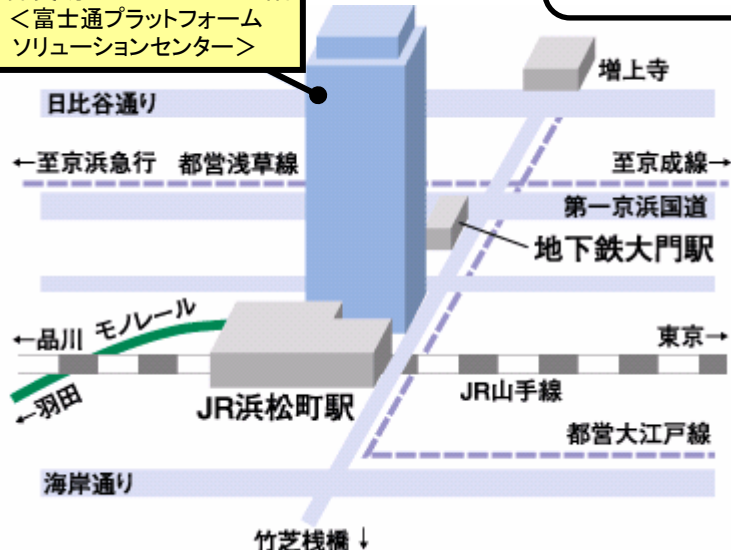 ＜富士通プラットフォーム
ソリューションセンター＞
増上寺
日比谷通り
←至京浜急行
都営浅草線
至京成線→
第一京浜国道
地下鉄大門駅
モノレール
←品川
東京→
←羽田
JR浜松町駅
JR山手線
都営大江戸線
海岸通り
竹芝桟橋↓